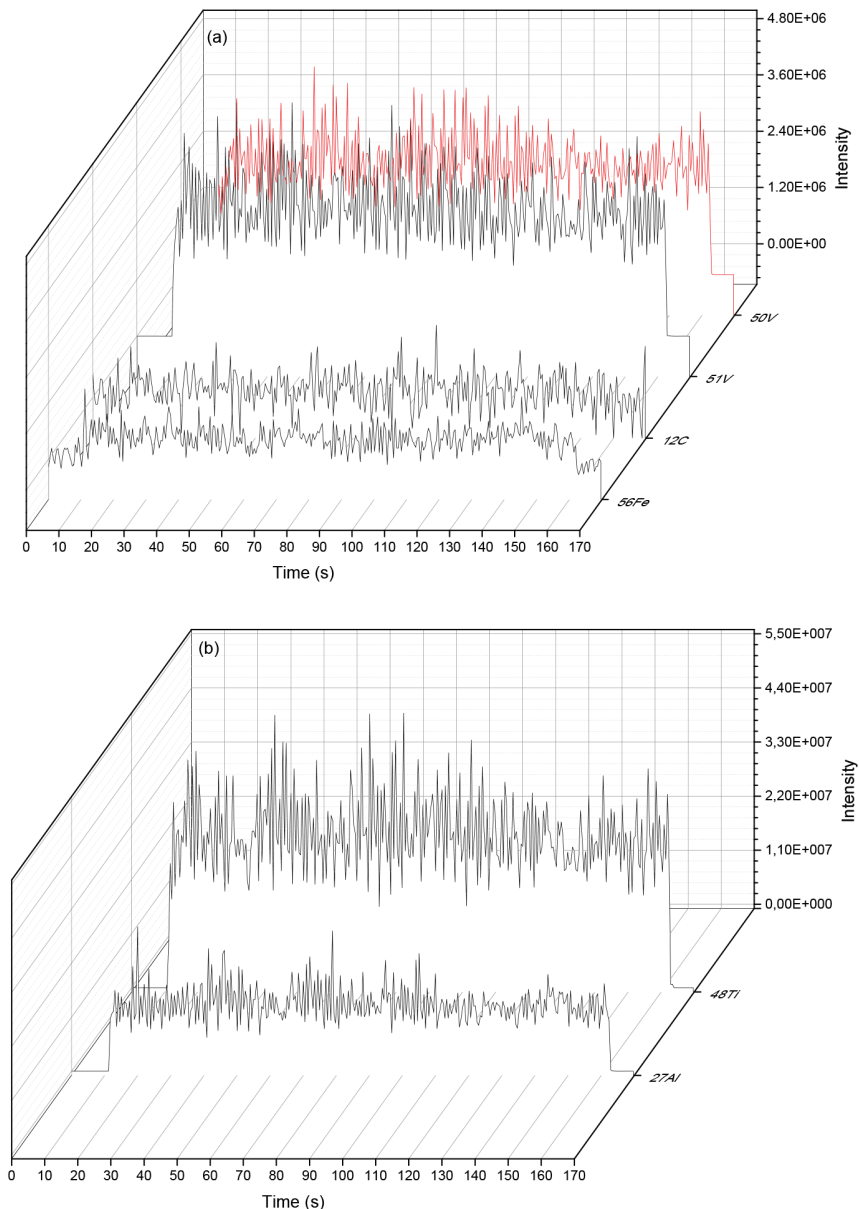 (a)
4.80E+06
3.60E+06
2.40E+06
1.20E+06
0.00E+00
Intensity
50V
51V
12C
56Fe
0 10 20 30 40 50 60 70 80 90 100 110 120 130 140 150 160 170
Time (s)
(b)
5,50E+007
4,40E+007
3,30E+007
2,20E+007
1,10E+007
0,00E+000
Intensity
48Ti
27Al
0 10 20 30 40 50 60 70 80 90 100 110 120 130 140 150 160 170
Time (s)